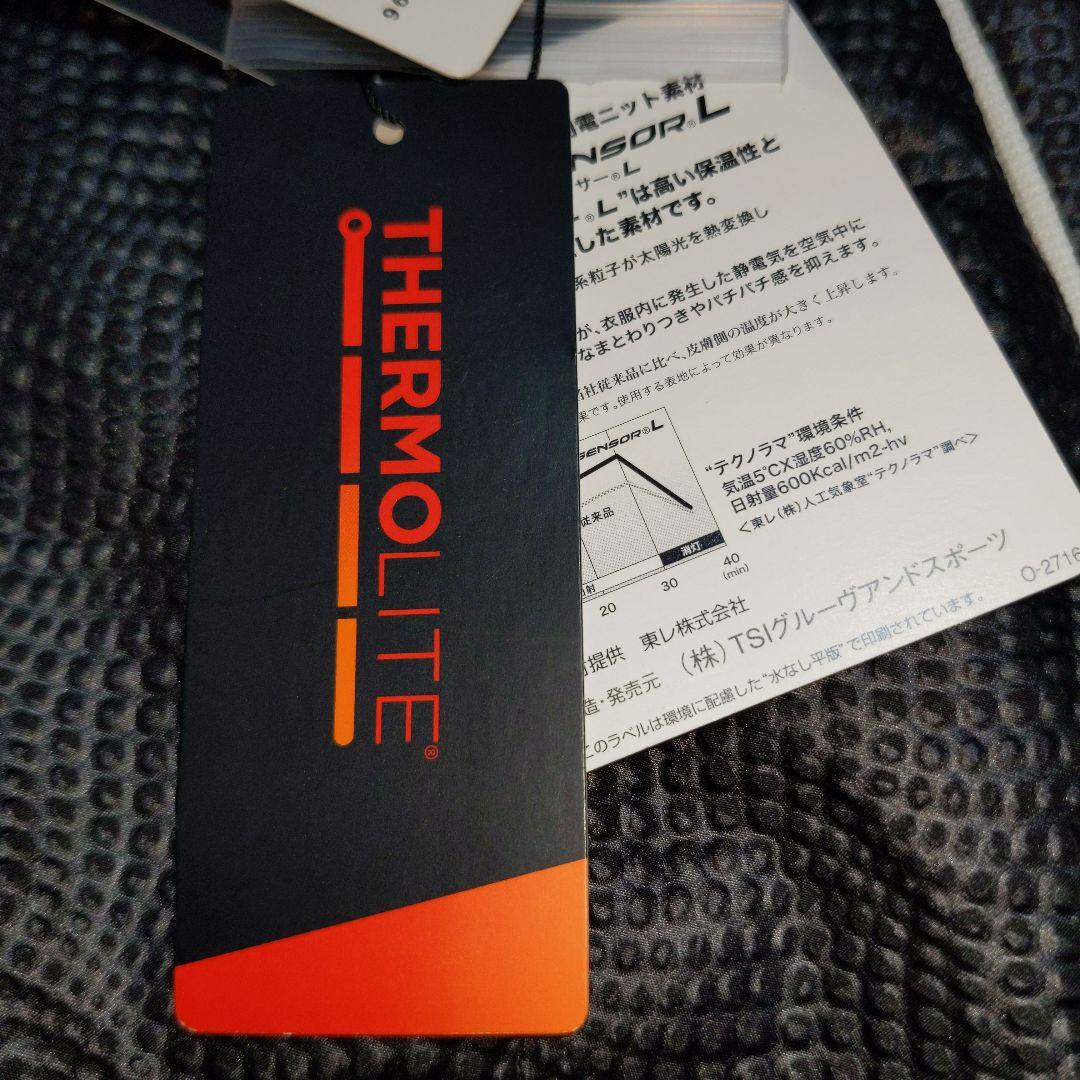 96
THERMOLITE®
電ニット素材
ENSOR®L
サー®L
®L"は高い保温性と
した素材です。
系粒子が太陽光を熱変換し
が、衣服内に発生した静電気を空気中に
なまとわりつきやパチパチ感を抑えます。
当社従来品に比べ、皮膚側の温度が大きく上昇します。
果です。使用する表地によって効果が異なります。
SENSOR®L
従来品
消灯
射
20
30
40
(min)
"テクノラマ"環境条件
気温5℃X湿度60%RH,
日射量600Kcal/m2-hv
<東レ(株)人工気象室"テクノラマ"調べ>
提供 東レ株式会社
造・発売元 (株)TSIグルーヴアンドスポーツ
O-2716
このラベルは環境に配慮した"水なし平版"で印刷されています。